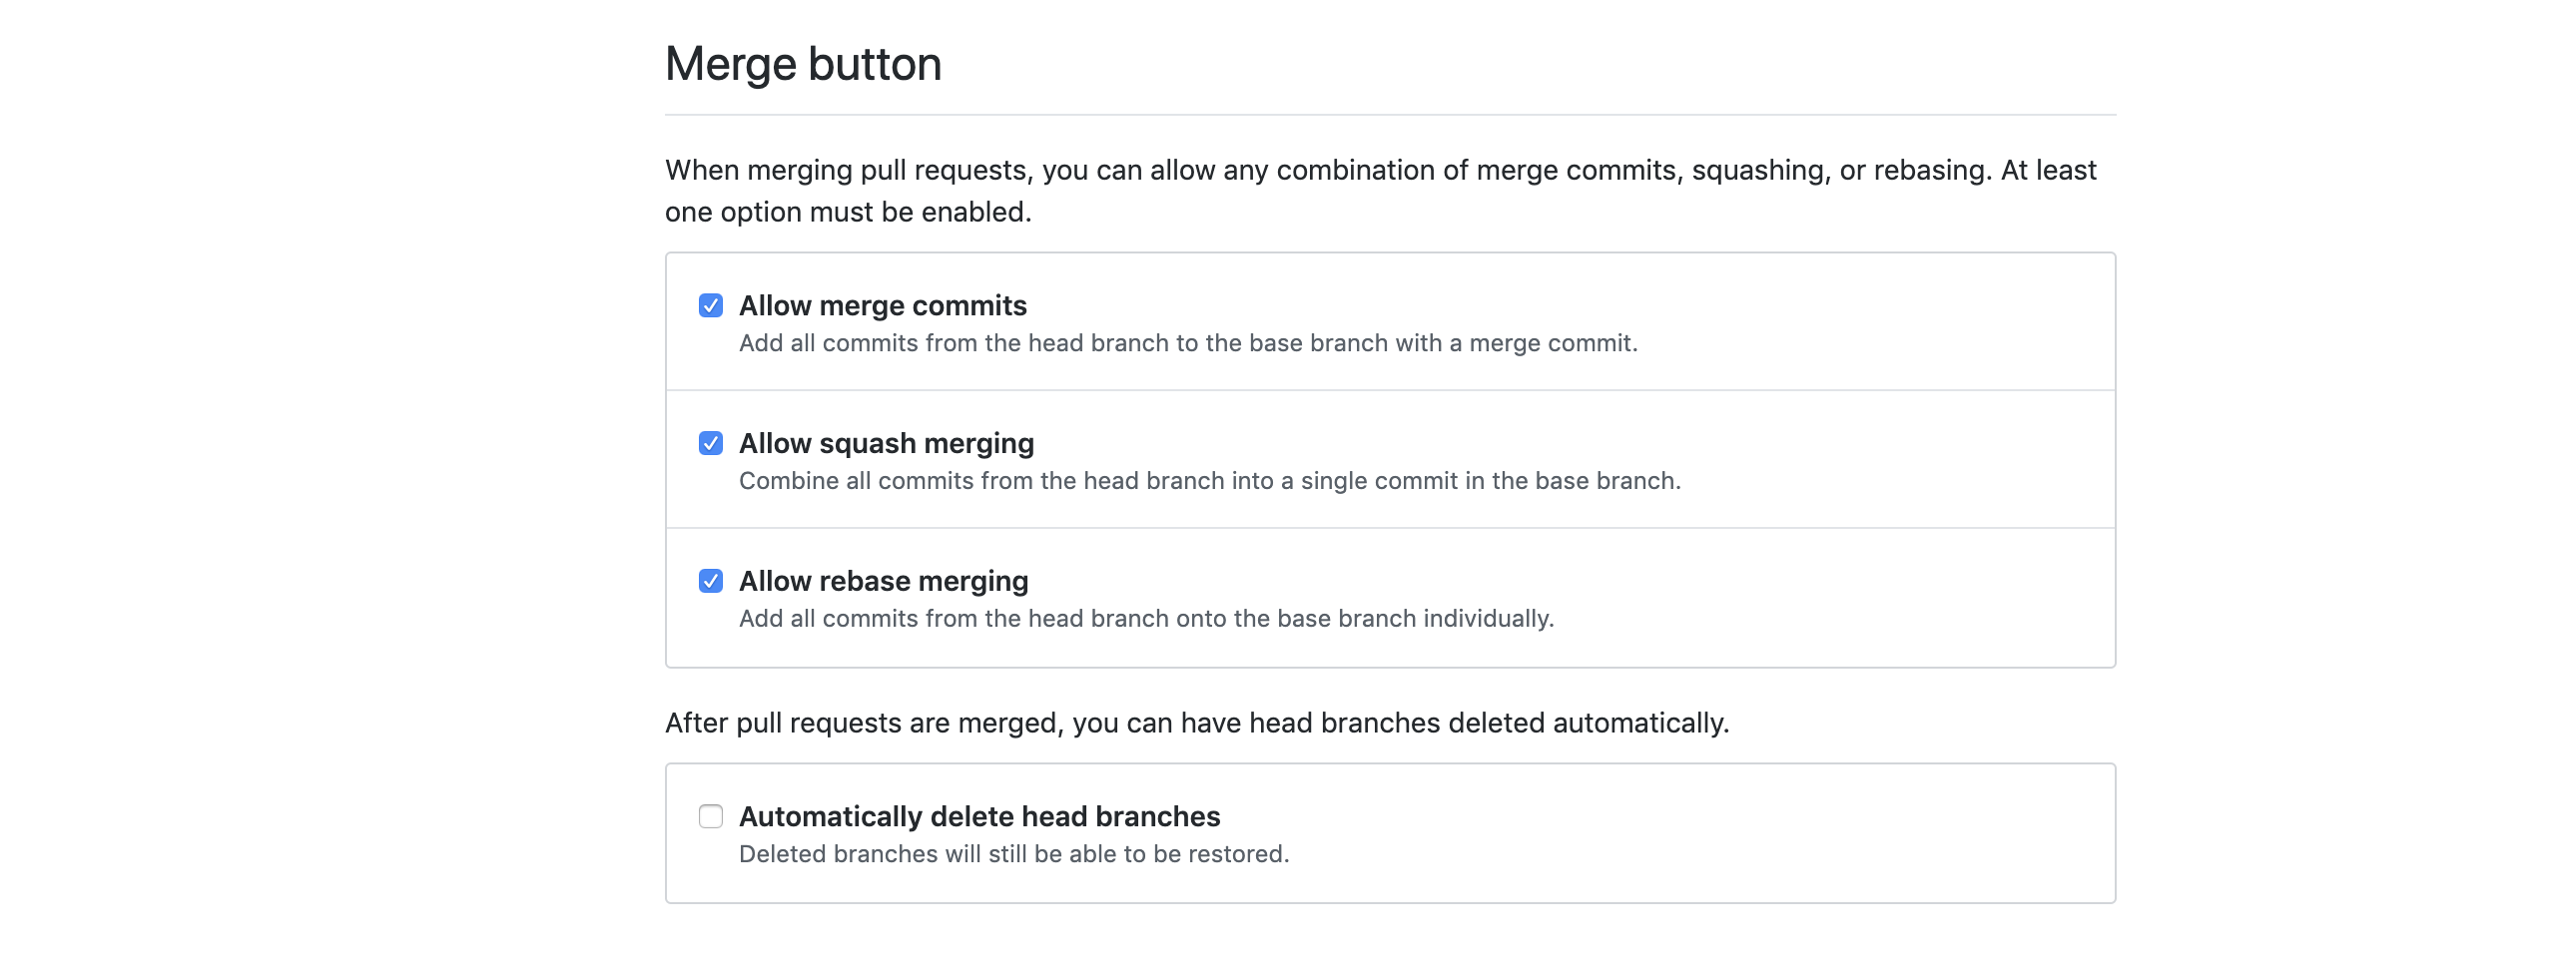 Merge button
When merging pull requests, you can allow any combination of merge commits, squashing, or rebasing. At least
one option must be enabled.
Allow merge commits
Add all commits from the head branch to the base branch with a merge commit.
Allow squash merging
Combine all commits from the head branch into a single commit in the base branch.
Allow rebase merging
Add all commits from the head branch onto the base branch individually.
After pull requests are merged, you can have head branches deleted automatically.
Automatically delete head branches
Deleted branches will still be able to be restored.